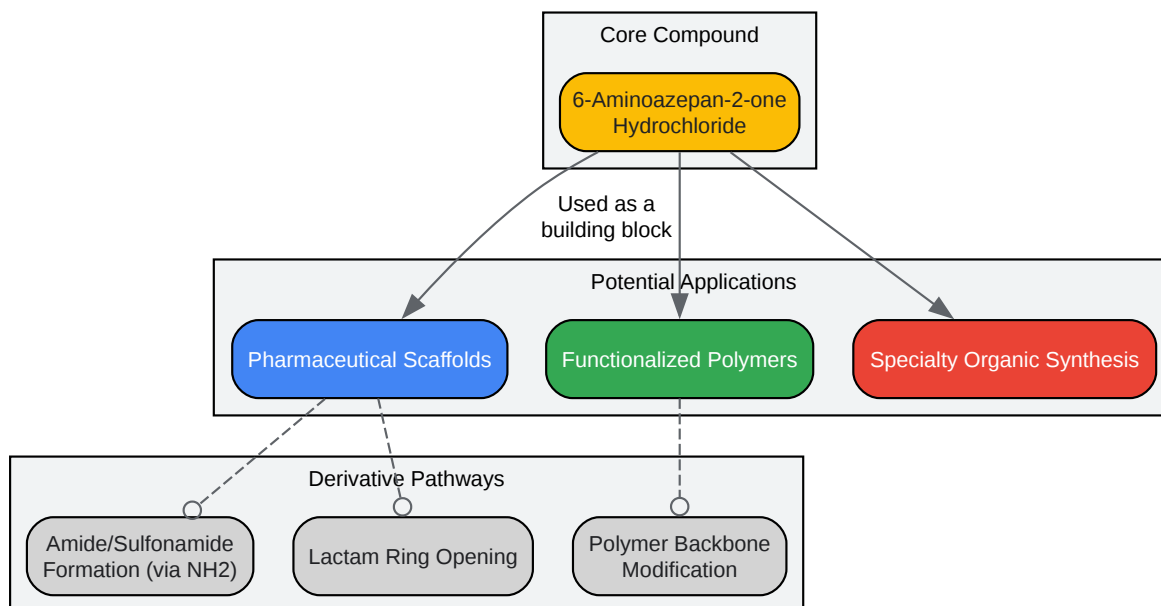 Core Compound
6-Aminoazepan-2-one
Hydrochloride
Used as a
building block
Potential Applications
Pharmaceutical Scaffolds
Functionalized Polymers
Specialty Organic Synthesis
Derivative Pathways
Amide/Sulfonamide
Formation (via NH2)
Lactam Ring Opening
Polymer Backbone
Modification